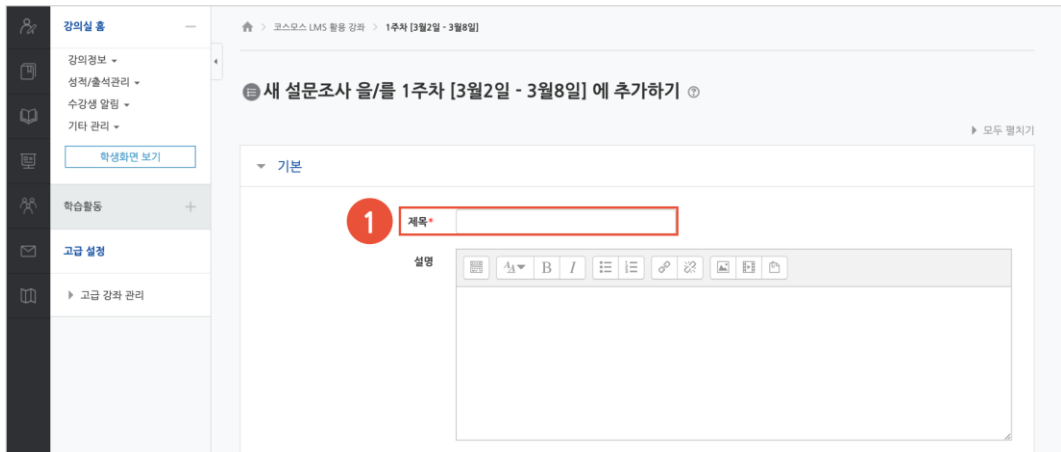 강의실 홈
강의정보
성적/출석관리
수강생 알림
기타 관리
학생화면 보기
학습활동
고급 설정
고급 강좌 관리
코스모스 LMS 활용 강좌 > 1주차 [3월2일 - 3월8일]
새 설문조사 을/를 1주차 [3월2일 - 3월8일] 에 추가하기
모두 펼치기
기본
1 제목*
설명
B I